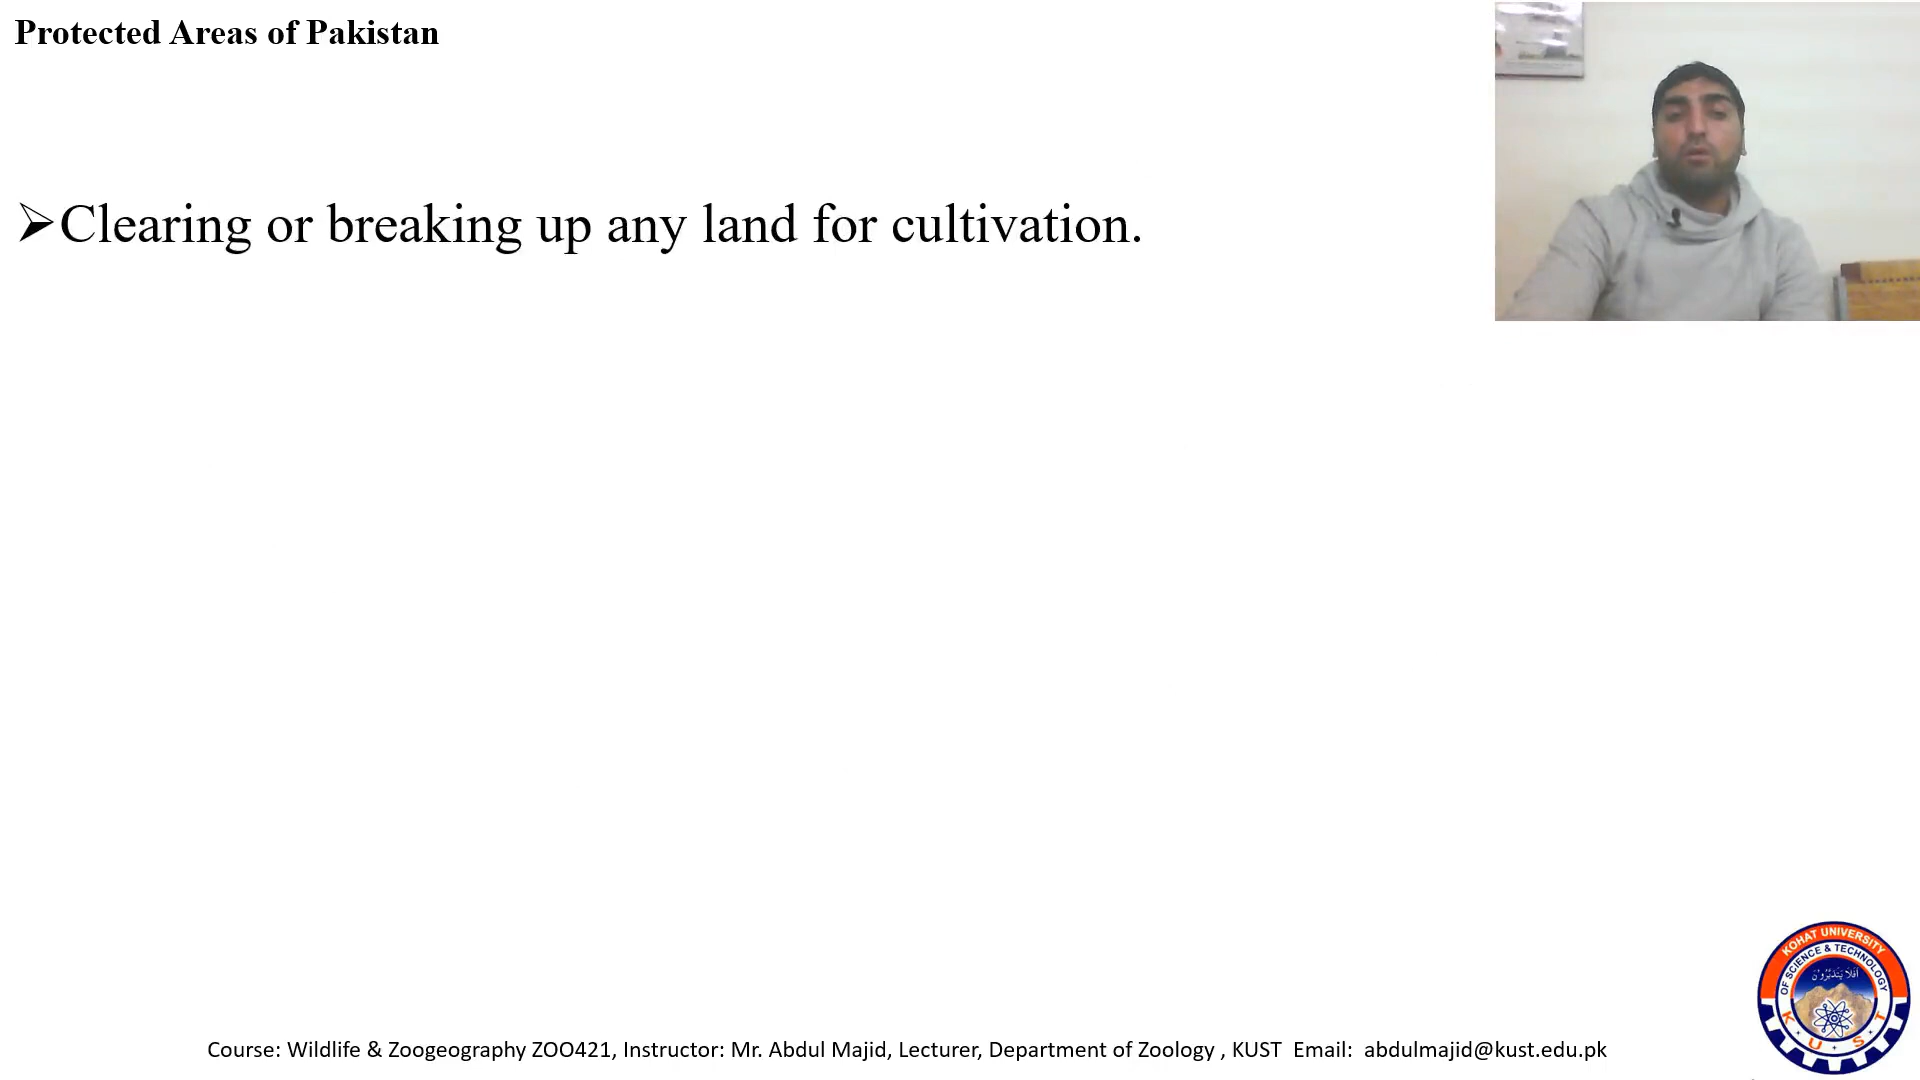 Protected Areas of Pakistan
➢Clearing or breaking up any land for cultivation.
KOHAT UNIVERSITY
OF SCIENCE & TECHNOLOGY
K U S T
Course: Wildlife & Zoogeography ZOO421, Instructor: Mr. Abdul Majid, Lecturer, Department of Zoology , KUST Email: abdulmajid@kust.edu.pk